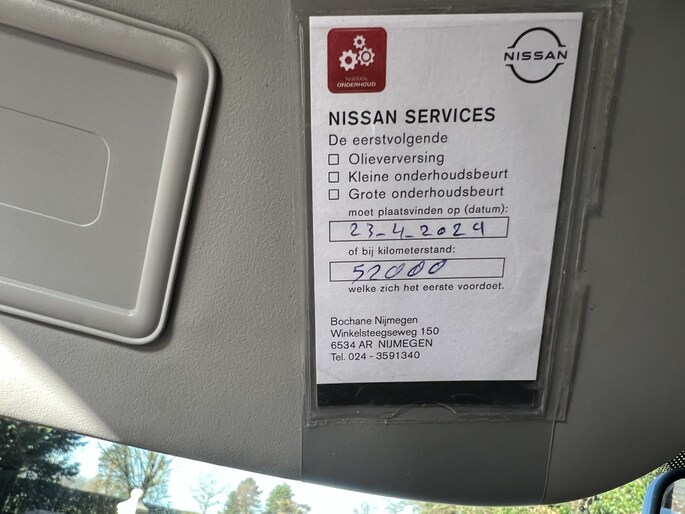 NISSAN
ONDERHOUD
NISSAN
NISSAN SERVICES
De eerstvolgende
☐ Olieverversing
☐ Kleine onderhoudsbeurt
☐ Grote onderhoudsbeurt
moet plaatsvinden op (datum):
23-4-2024
of bij kilometerstand:
51000
welke zich het eerste voordoet.
Bochane Nijmegen
Winkelsteegseweg 150
6534 AR NIJMEGEN
Tel. 024 - 3591340